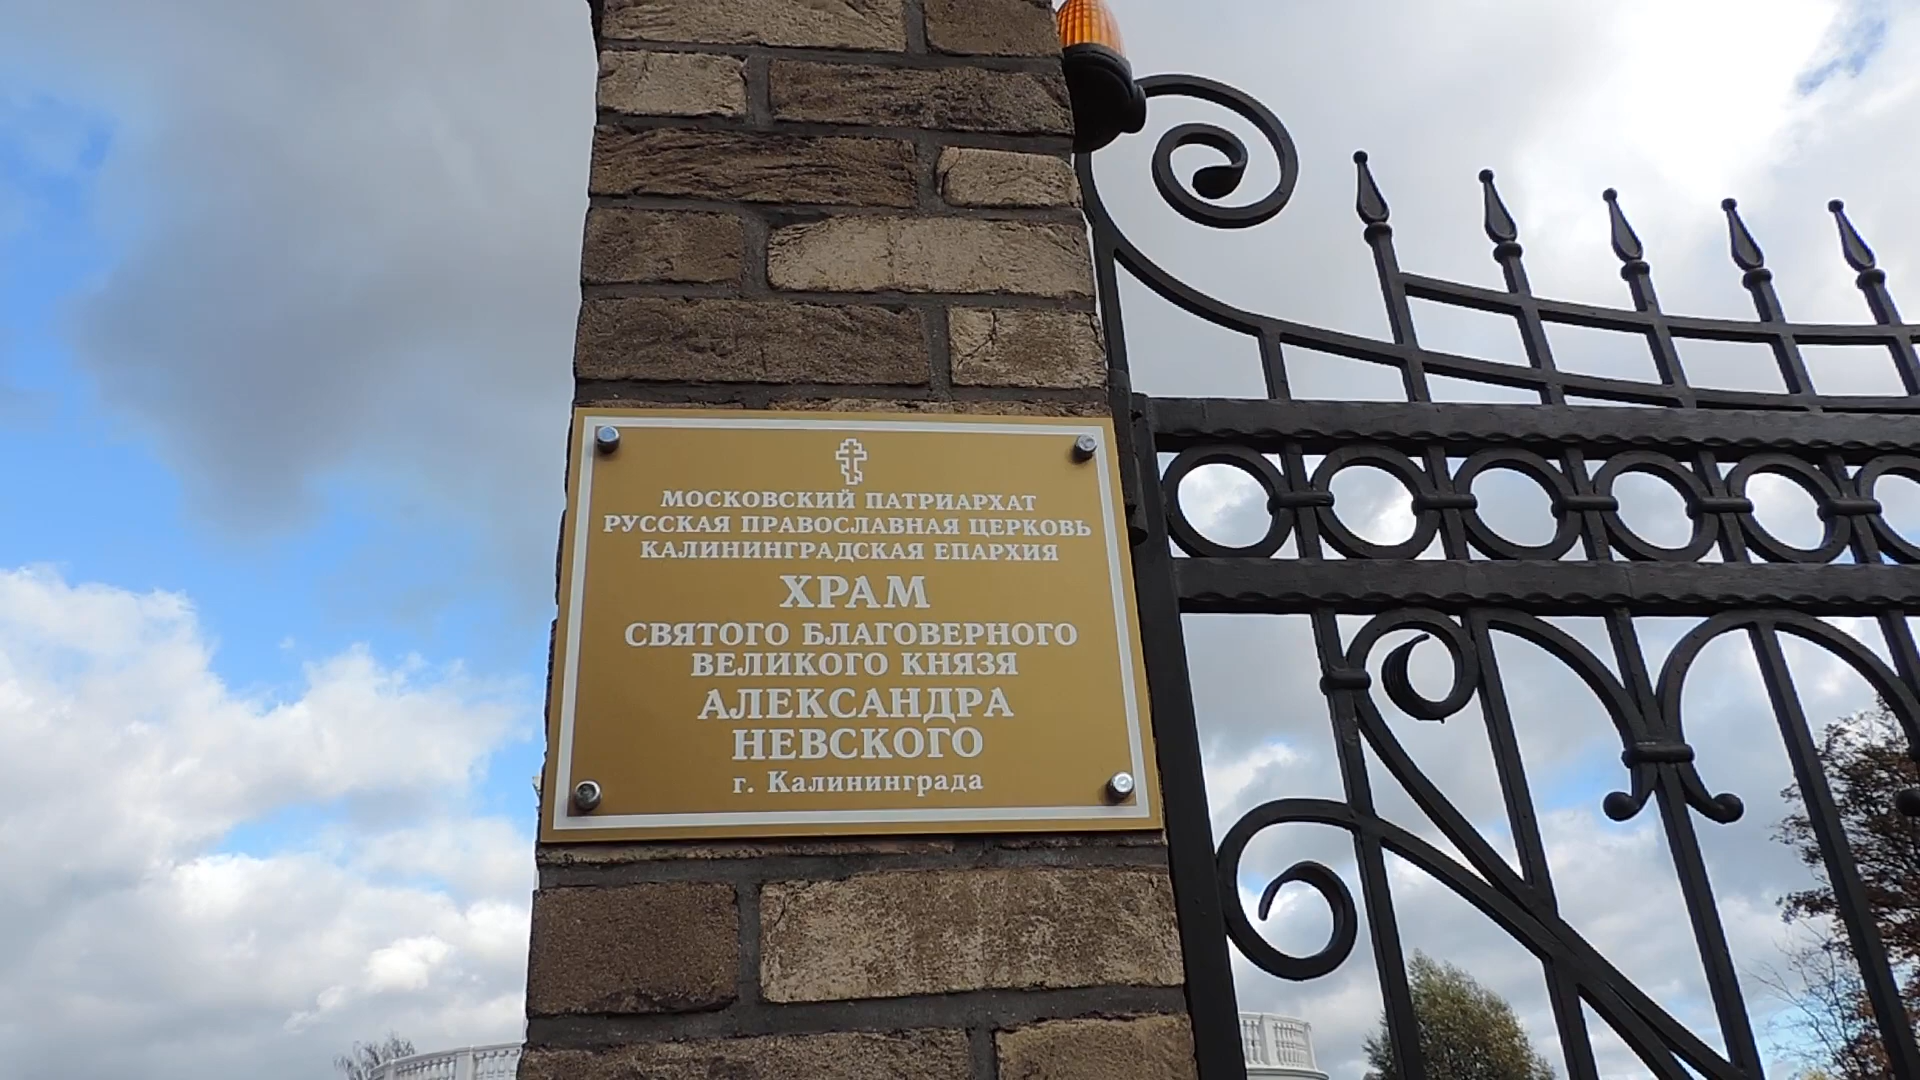 МОСКОВСКИЙ ПАТРИАРХАТ
РУССКАЯ ПРАВОСЛАВНАЯ ЦЕРКОВЬ
КАЛИНИНГРАДСКАЯ ЕПАРХИЯ
ХРАМ
СВЯТОГО БЛАГОВЕРНОГО
ВЕЛИКОГО КНЯЗЯ
АЛЕКСАНДРА
НЕВСКОГО
г. Калининграда